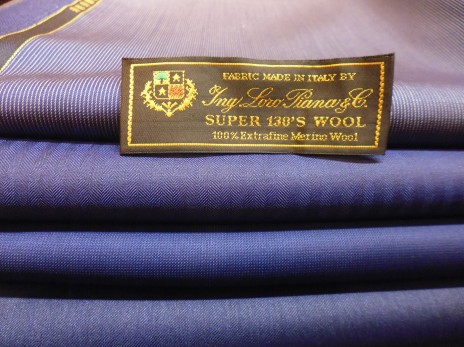 FABRIC MADE IN ITALY BY
Ing. Loro Piana & C.
SUPER 130'S WOOL
100% Extrafine Merino Wool